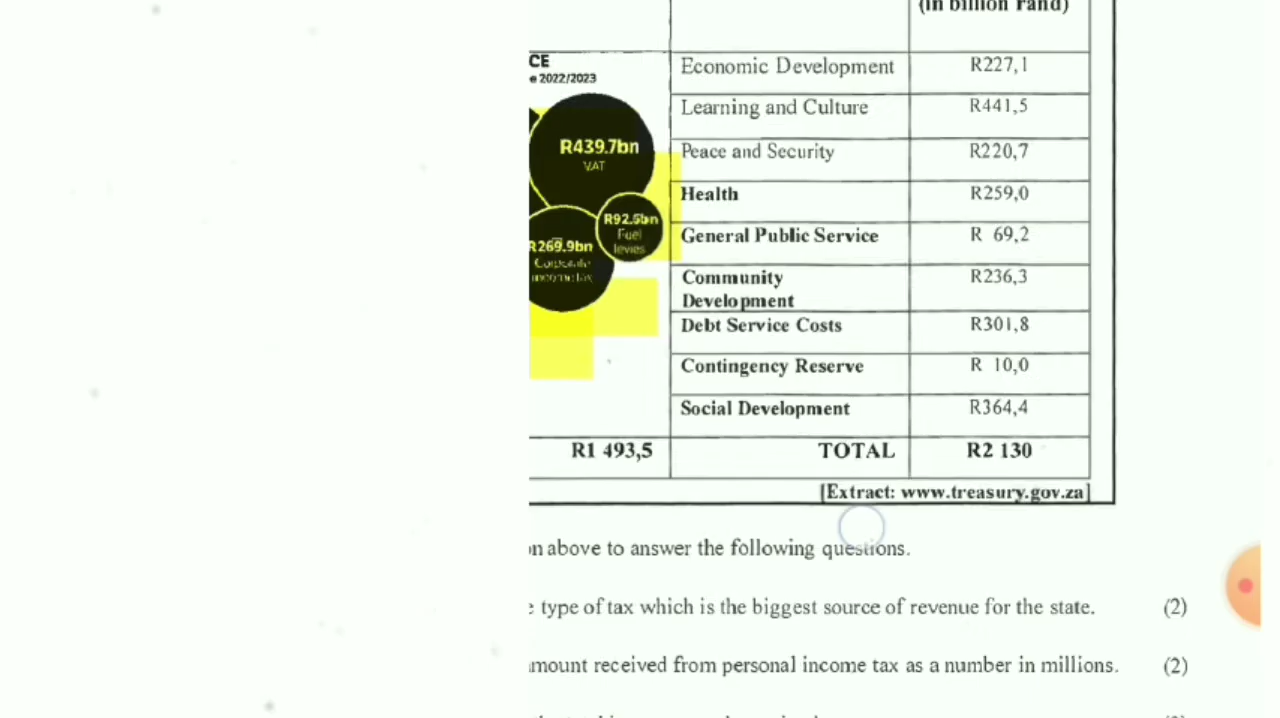 (in billion rand)
CE
e 2022/2023
R439.7bn
VAT
R92.5bn
Fuel
levies
R269.9bn
Corporate
income tax
Economic Development R227,1
Learning and Culture R441,5
Peace and Security R220,7
Health R259,0
General Public Service R 69,2
Community
Development R236,3
Debt Service Costs R301,8
Contingency Reserve R 10,0
Social Development R364,4
R1 493,5 TOTAL R2 130
[Extract: www.treasury.gov.za]
n above to answer the following questions.
e type of tax which is the biggest source of revenue for the state. (2)
mount received from personal income tax as a number in millions. (2)